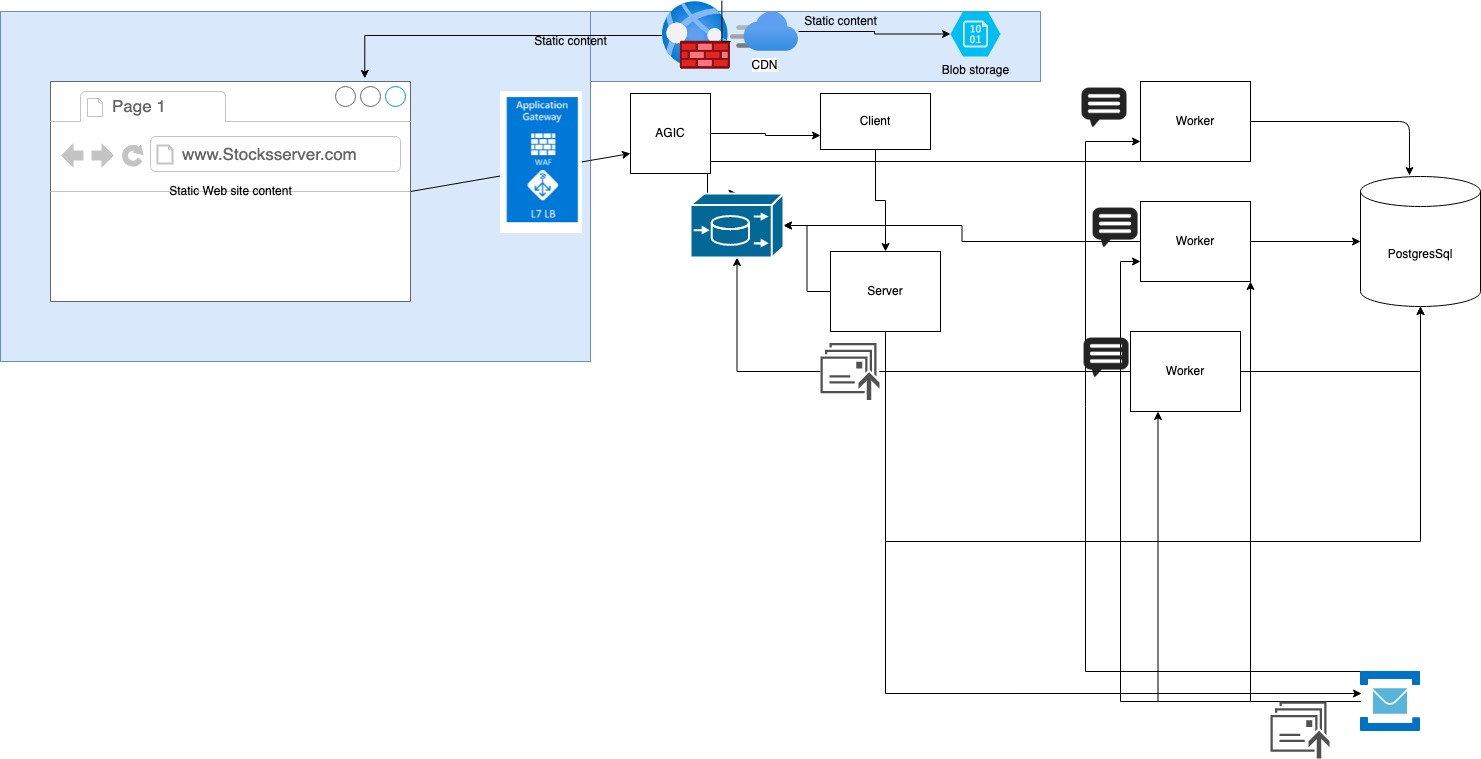 Static content
Static content
CDN
Blob storage
Page 1
www.Stocksserver.com
Static Web site content
Application
Gateway
WAF
L7 LB
AGIC
Client
Server
Worker
Worker
Worker
PostgresSql
10
01